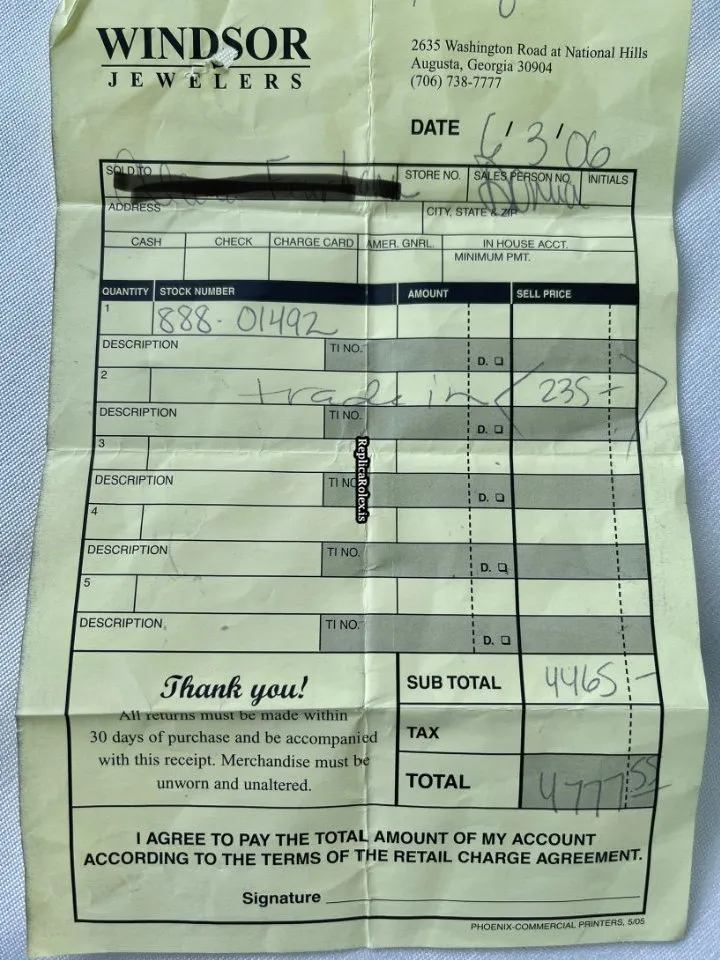 WINDSOR
JEWELERS
2635 Washington Road at National Hills
Augusta, Georgia 30904
(706) 738-7777
DATE 6/3/06
SOLD TO
STORE NO. SALES PERSON NO. INITIALS
ADDRESS CITY, STATE & ZIP
CASH CHECK CHARGE CARD AMER. GNRL. IN HOUSE ACCT.
MINIMUM PMT.
QUANTITY STOCK NUMBER AMOUNT SELL PRICE
1 888-01492
DESCRIPTION TI NO. D.
2 trade in <235->
DESCRIPTION TI NO. D.
3
DESCRIPTION TI NO. D.
ReplicaRolex.is
4
DESCRIPTION TI NO. D.
5
DESCRIPTION TI NO. D.
Thank you!
All returns must be made within
30 days of purchase and be accompanied
with this receipt. Merchandise must be
unworn and unaltered.
SUB TOTAL 4465-
TAX
TOTAL 4777 55
I AGREE TO PAY THE TOTAL AMOUNT OF MY ACCOUNT
ACCORDING TO THE TERMS OF THE RETAIL CHARGE AGREEMENT.
Signature
PHOENIX-COMMERCIAL PRINTERS, 5/05